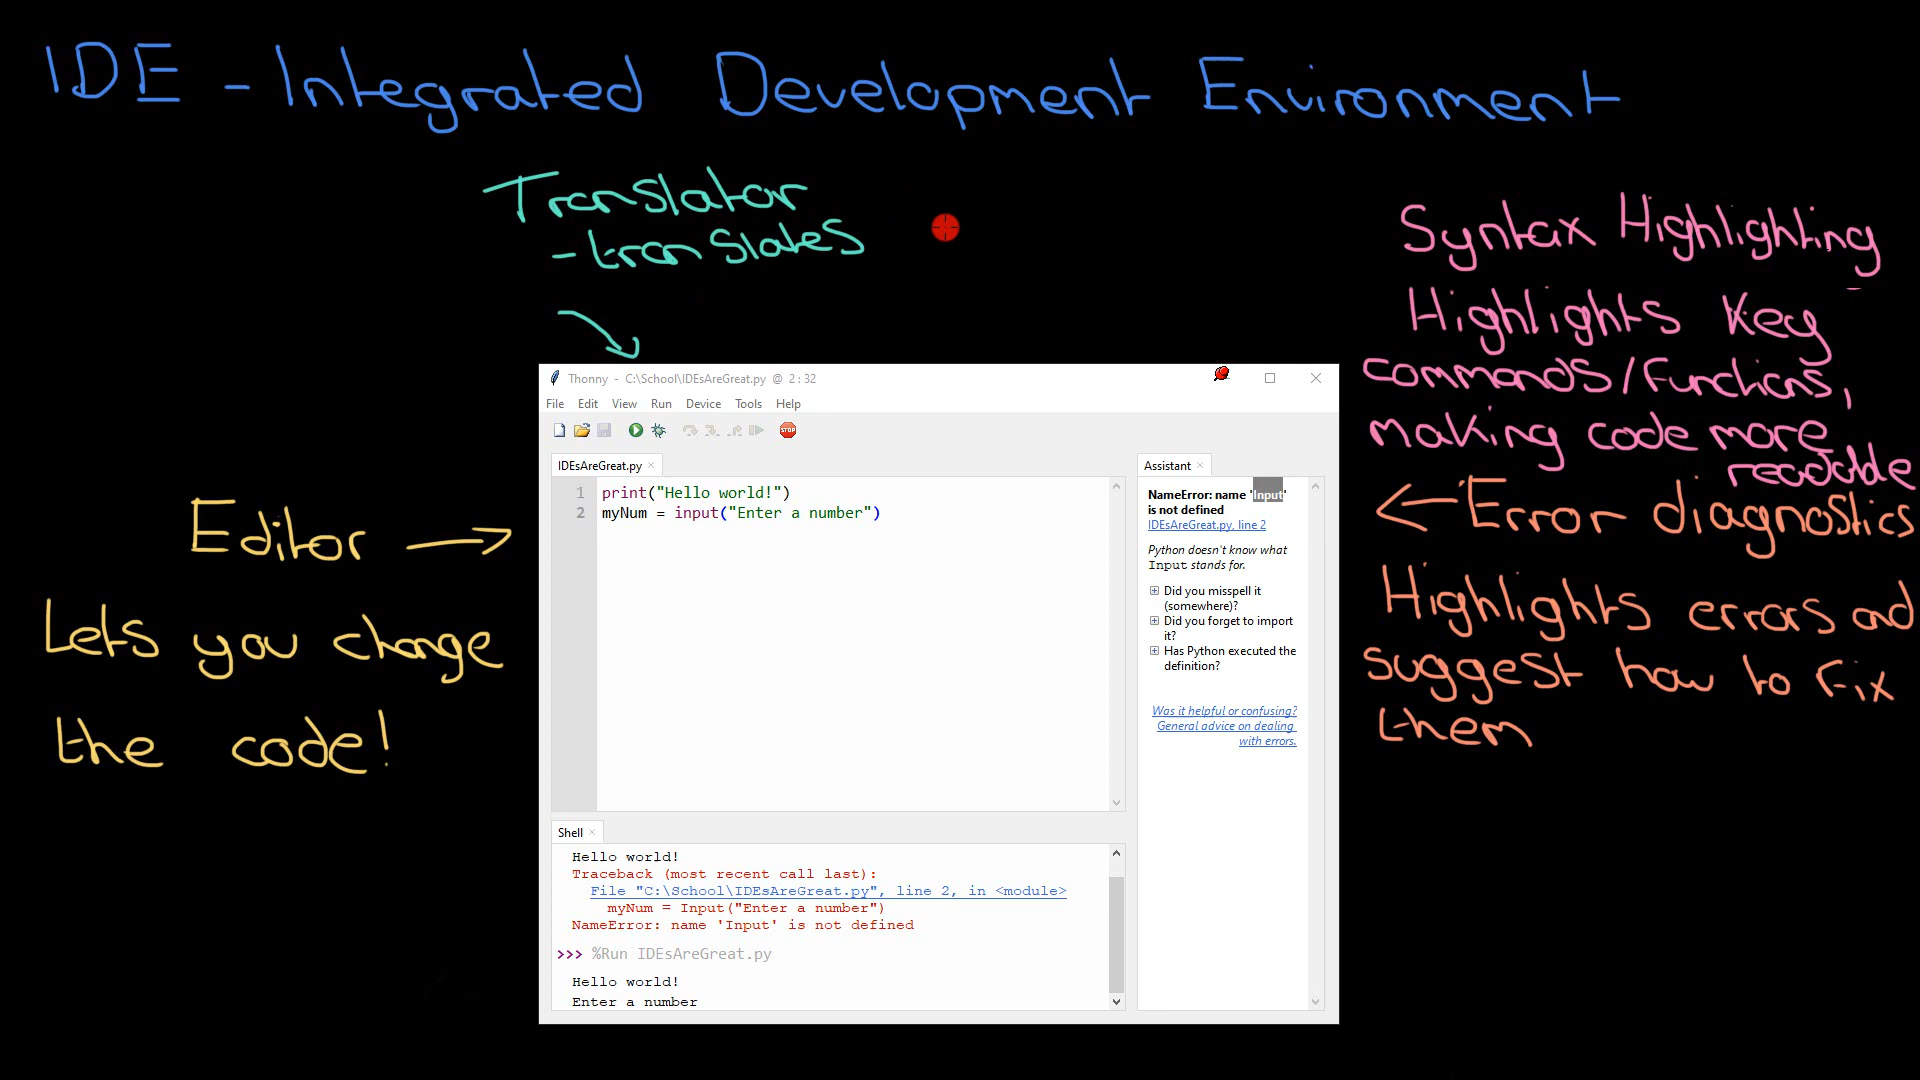 IDE - Integrated Development Environment
Translator
- translates
Syntax Highlighting
Highlights key
commands/functions,
making code more
readable
Editor
Lets you change
the code!
Error diagnostics
Highlights errors and
suggest how to fix
them
Thonny - C:\School\IDEsAreGreat.py @ 2:32
File Edit View Run Device Tools Help
STOP
IDEsAreGreat.py
1 print("Hello world!")
2 myNum = input("Enter a number")
Assistant
NameError: name 'Input'
is not defined
IDEsAreGreat.py, line 2
Python doesn't know what
Input stands for.
Did you misspell it
(somewhere)?
Did you forget to import
it?
Has Python executed the
definition?
Was it helpful or confusing?
General advice on dealing
with errors.
Shell
Hello world!
Traceback (most recent call last):
File "C:\School\IDEsAreGreat.py", line 2, in <module>
myNum = Input("Enter a number")
NameError: name 'Input' is not defined
>>> %Run IDEsAreGreat.py
Hello world!
Enter a number